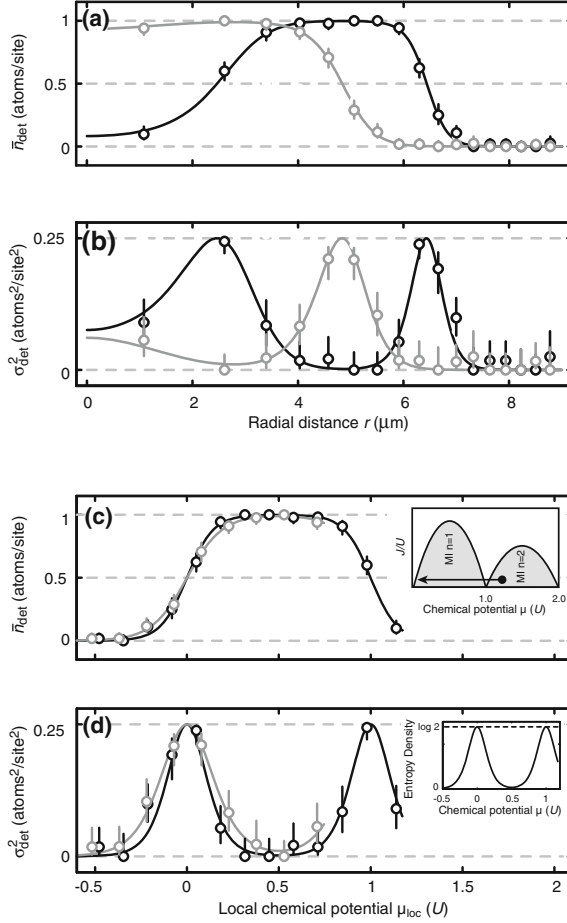 (a)
1
0.5
0
n̄det (atoms/site)
(b)
0.25
0
σ²det (atoms²/site²)
0 2 4 6 8
Radial distance r (μm)
(c)
1
0.5
0
n̄det (atoms/site)
J/U
MI n=1
MI n=2
1.0 2.0
Chemical potential μ (U)
(d)
0.25
0
σ²det (atoms²/site²)
-0.5 0 0.5 1 1.5 2
Local chemical potential μloc (U)
Entropy Density
log 2
0
-0.5 0 0.5 1
Chemical potential μ (U)